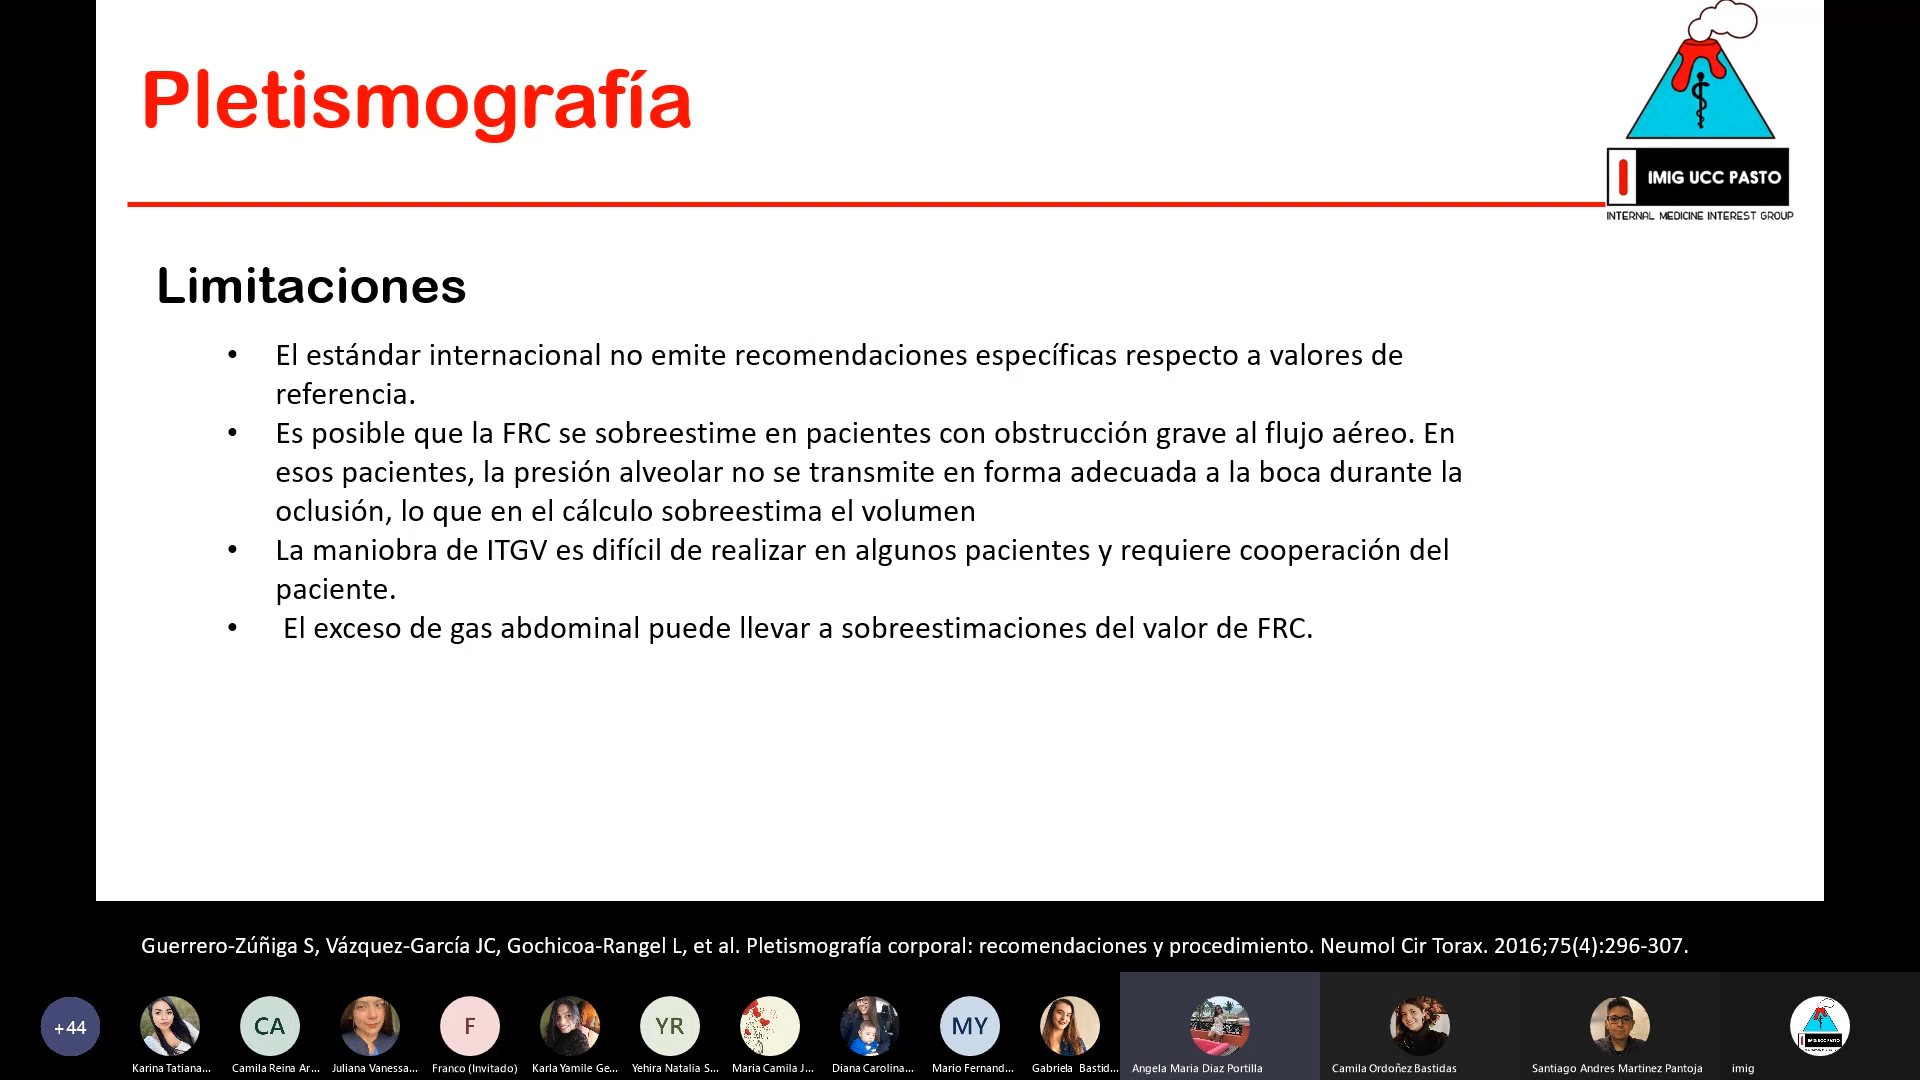 Pletismografía
IMIG UCC PASTO
INTERNAL MEDICINE INTEREST GROUP
Limitaciones
• El estándar internacional no emite recomendaciones específicas respecto a valores de
referencia.
• Es posible que la FRC se sobreestime en pacientes con obstrucción grave al flujo aéreo. En
esos pacientes, la presión alveolar no se transmite en forma adecuada a la boca durante la
oclusión, lo que en el cálculo sobreestima el volumen
• La maniobra de ITGV es difícil de realizar en algunos pacientes y requiere cooperación del
paciente.
• El exceso de gas abdominal puede llevar a sobreestimaciones del valor de FRC.
Guerrero-Zúñiga S, Vázquez-García JC, Gochicoa-Rangel L, et al. Pletismografía corporal: recomendaciones y procedimiento. Neumol Cir Torax. 2016;75(4):296-307.
+44
CA
F
YR
MY
IMIG UCC PASTO
Karina Tatiana...
Camila Reina Ar...
Juliana Vanessa...
Franco (Invitado)
Karla Yamile Ge...
Yehira Natalia S...
Maria Camila J...
Diana Carolina...
Mario Fernand...
Gabriela Bastid...
Angela Maria Diaz Portilla
Camila Ordoñez Bastidas
Santiago Andres Martinez Pantoja
imig